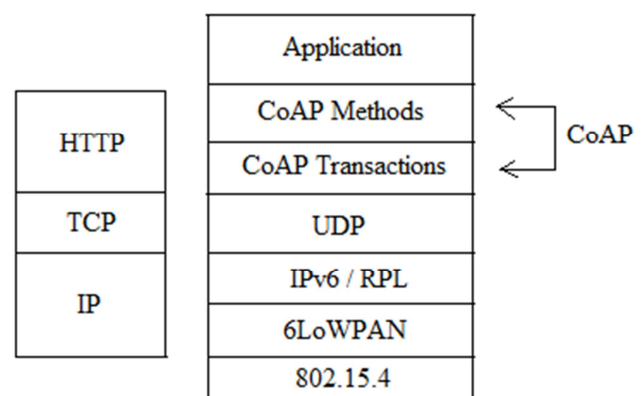 Application
CoAP Methods
CoAP Transactions
UDP
IPv6 / RPL
6LoWPAN
802.15.4
HTTP
TCP
IP
CoAP